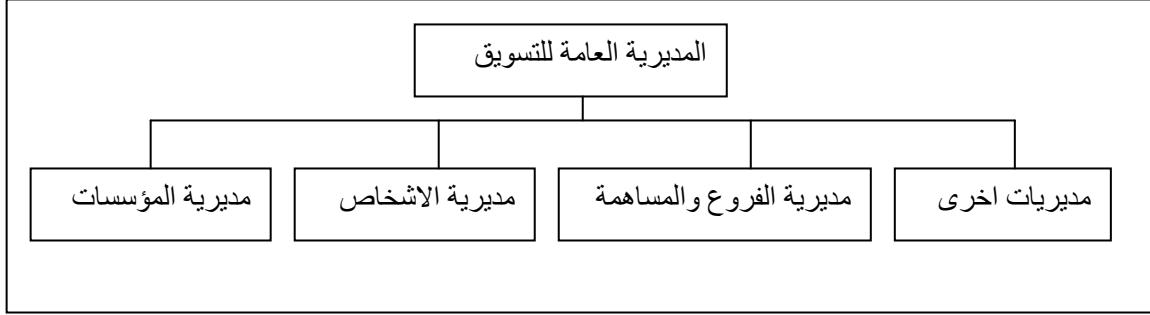 المديرية العامة للتسويق
مديريات اخرى
مديرية الفروع والمساهمة
مديرية الاشخاص
مديرية المؤسسات